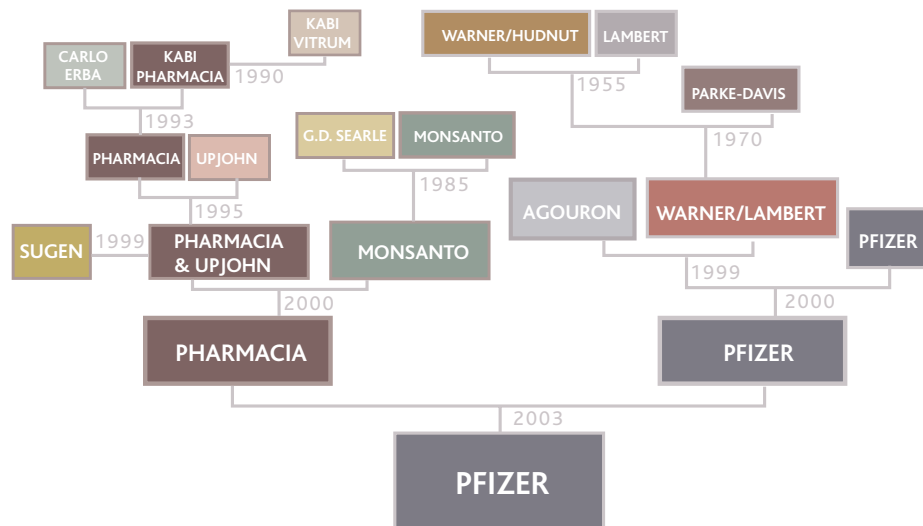 KABI
VITRUM
WARNER/HUDNUT
LAMBERT
CARLO
ERBA
KABI
PHARMACIA
1990
1955
PARKE-DAVIS
1993
G.D. SEARLE
MONSANTO
1970
PHARMACIA
UPJOHN
1985
1995
AGOURON
WARNER/LAMBERT
SUGEN
1999
PHARMACIA
& UPJOHN
MONSANTO
PFIZER
1999
2000
2000
PHARMACIA
PFIZER
2003
PFIZER